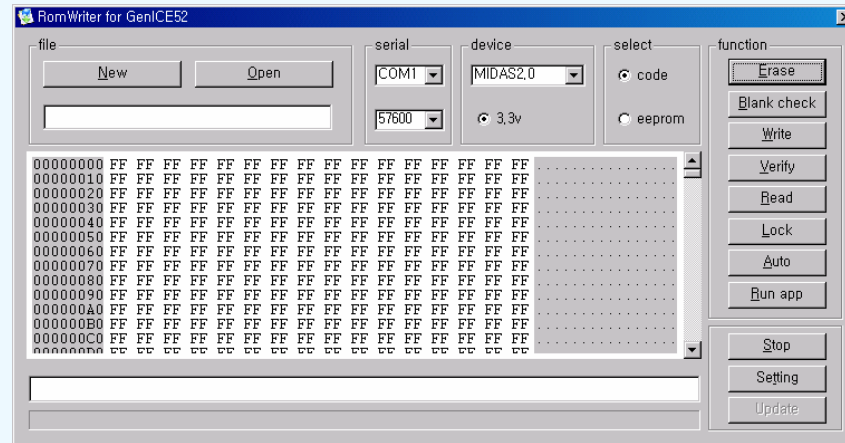 RomWriter for GenICE52
file
New
Open
serial
COM1
57600
device
MIDAS2,0
3,3v
select
code
eeprom
function
Erase
Blank check
Write
Verify
Read
Lock
Auto
Run app
Stop
Setting
Update
00000000 FF FF FF FF FF FF FF FF FF FF FF FF FF FF FF FF ................
00000010 FF FF FF FF FF FF FF FF FF FF FF FF FF FF FF FF ................
00000020 FF FF FF FF FF FF FF FF FF FF FF FF FF FF FF FF ................
00000030 FF FF FF FF FF FF FF FF FF FF FF FF FF FF FF FF ................
00000040 FF FF FF FF FF FF FF FF FF FF FF FF FF FF FF FF ................
00000050 FF FF FF FF FF FF FF FF FF FF FF FF FF FF FF FF ................
00000060 FF FF FF FF FF FF FF FF FF FF FF FF FF FF FF FF ................
00000070 FF FF FF FF FF FF FF FF FF FF FF FF FF FF FF FF ................
00000080 FF FF FF FF FF FF FF FF FF FF FF FF FF FF FF FF ................
00000090 FF FF FF FF FF FF FF FF FF FF FF FF FF FF FF FF ................
000000A0 FF FF FF FF FF FF FF FF FF FF FF FF FF FF FF FF ................
000000B0 FF FF FF FF FF FF FF FF FF FF FF FF FF FF FF FF ................
000000C0 FF FF FF FF FF FF FF FF FF FF FF FF FF FF FF FF ................